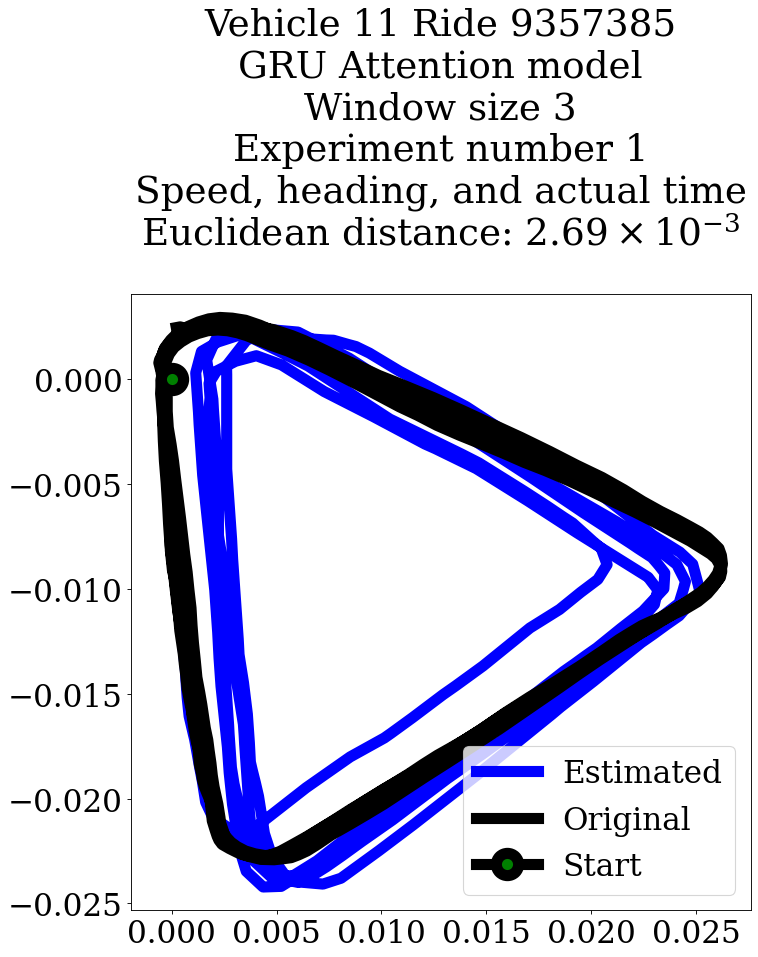 Vehicle 11 Ride 9357385
GRU Attention model
Window size 3
Experiment number 1
Speed, heading, and actual time
Euclidean distance: 2.69 × 10⁻³
0.000
−0.005
−0.010
−0.015
−0.020
−0.025
0.000 0.005 0.010 0.015 0.020 0.025
Estimated
Original
Start